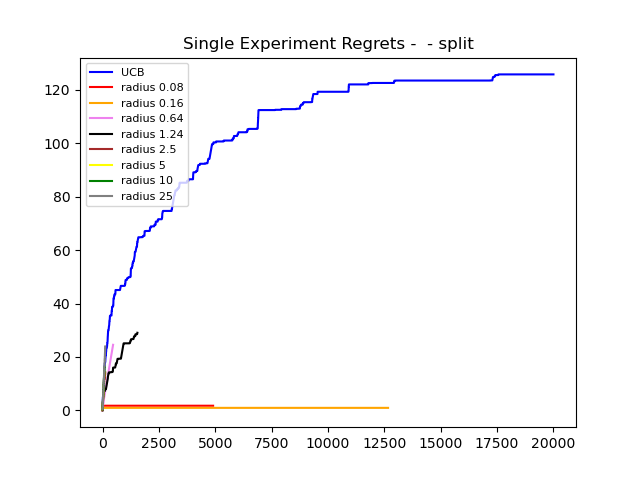 Single Experiment Regrets -  - split
UCB
radius 0.08
radius 0.16
radius 0.64
radius 1.24
radius 2.5
radius 5
radius 10
radius 25
120
100
80
60
40
20
0
0 2500 5000 7500 10000 12500 15000 17500 20000